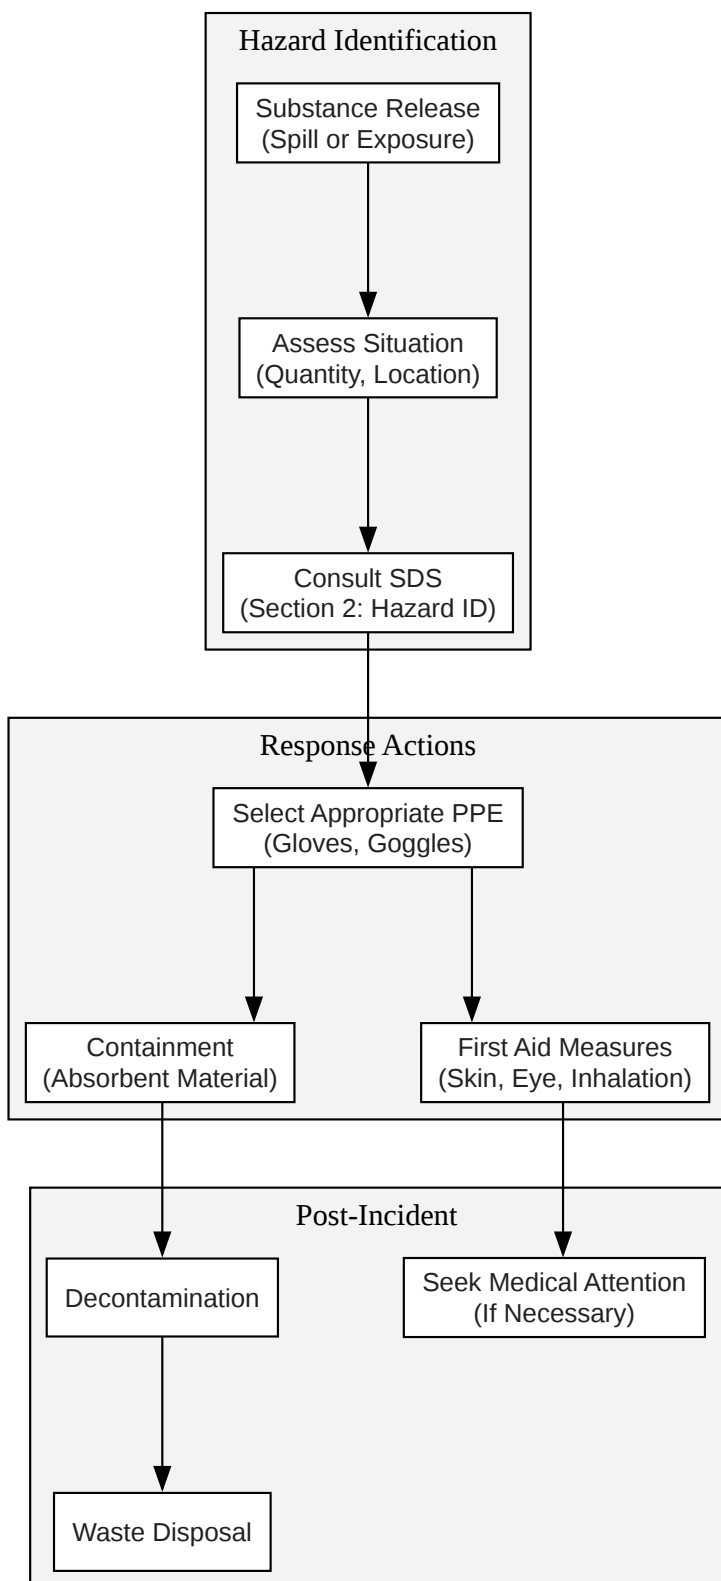 Hazard Identification
Substance Release
(Spill or Exposure)
Assess Situation
(Quantity, Location)
Consult SDS
(Section 2: Hazard ID)
Response Actions
Select Appropriate PPE
(Gloves, Goggles)
Containment
(Absorbent Material)
First Aid Measures
(Skin, Eye, Inhalation)
Post-Incident
Decontamination
Seek Medical Attention
(If Necessary)
Waste Disposal